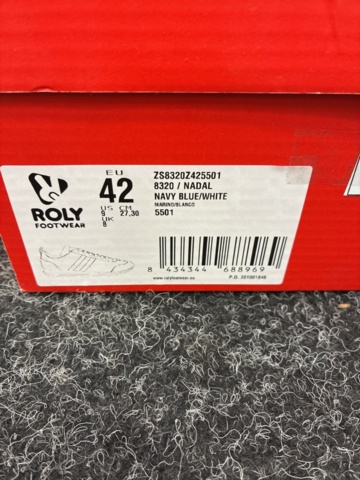 ROLY
FOOTWEAR
EU
42
US CM
9 27,30
UK
8
ZS8320Z425501
8320 / NADAL
NAVY BLUE/WHITE
MARINO/BLANCO
5501
8 434344 688969
www.rolyfootwear.eu